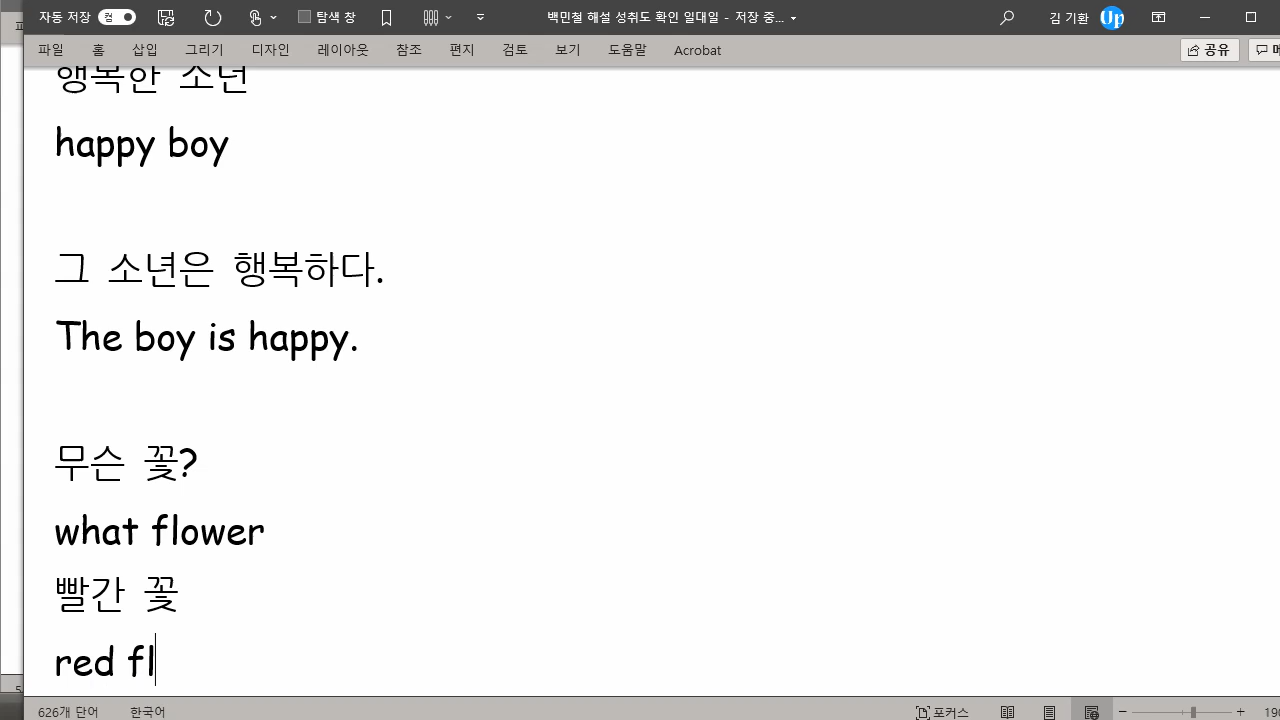 자동 저장 컴 탐색 창 백민철 해설 성취도 확인 일대일 - 저장 중... 김 기환 Up
파일 홈 삽입 그리기 디자인 레이아웃 참조 편지 검토 보기 도움말 Acrobat 공유
행복한 소년
happy boy
그 소년은 행복하다.
The boy is happy.
무슨 꽃?
what flower
빨간 꽃
red fl
626개 단어 한국어 포커스